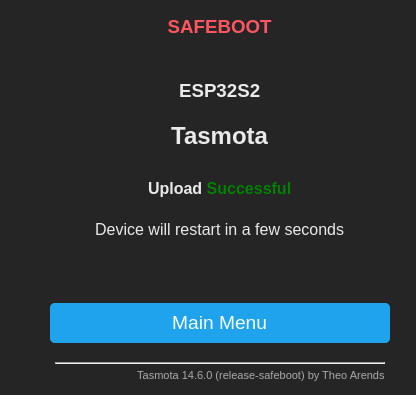 SAFEBOOT
ESP32S2
Tasmota
Upload Successful
Device will restart in a few seconds
Main Menu
Tasmota 14.6.0 (release-safeboot) by Theo Arends